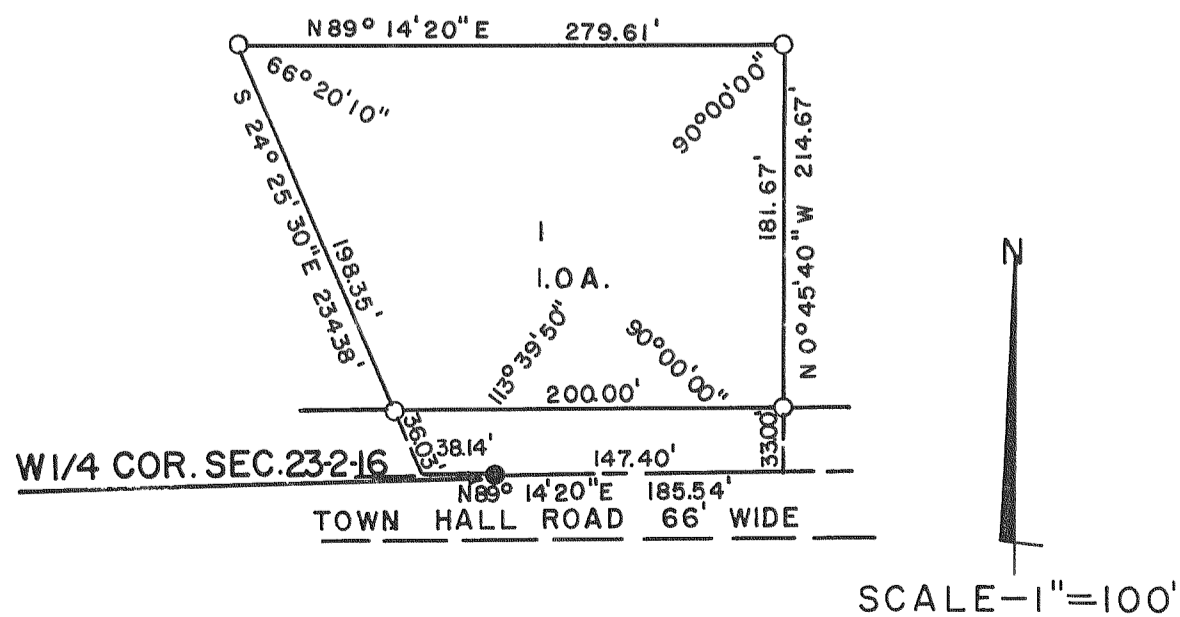 N89° 14'20"E 279.61'
66° 20'10"
90°00'00"
S 24° 25'30"E 234.38'
198.35'
181.67'
N 0° 45'40" W 214.67'
1
1.0 A.
113° 39'50"
90°00'00"
200.00'
36.03'
38.14'
33.00'
147.40'
W1/4 COR. SEC.23-2-16
N89° 14'20"E 185.54'
TOWN HALL ROAD 66' WIDE
N
SCALE-1"=100'